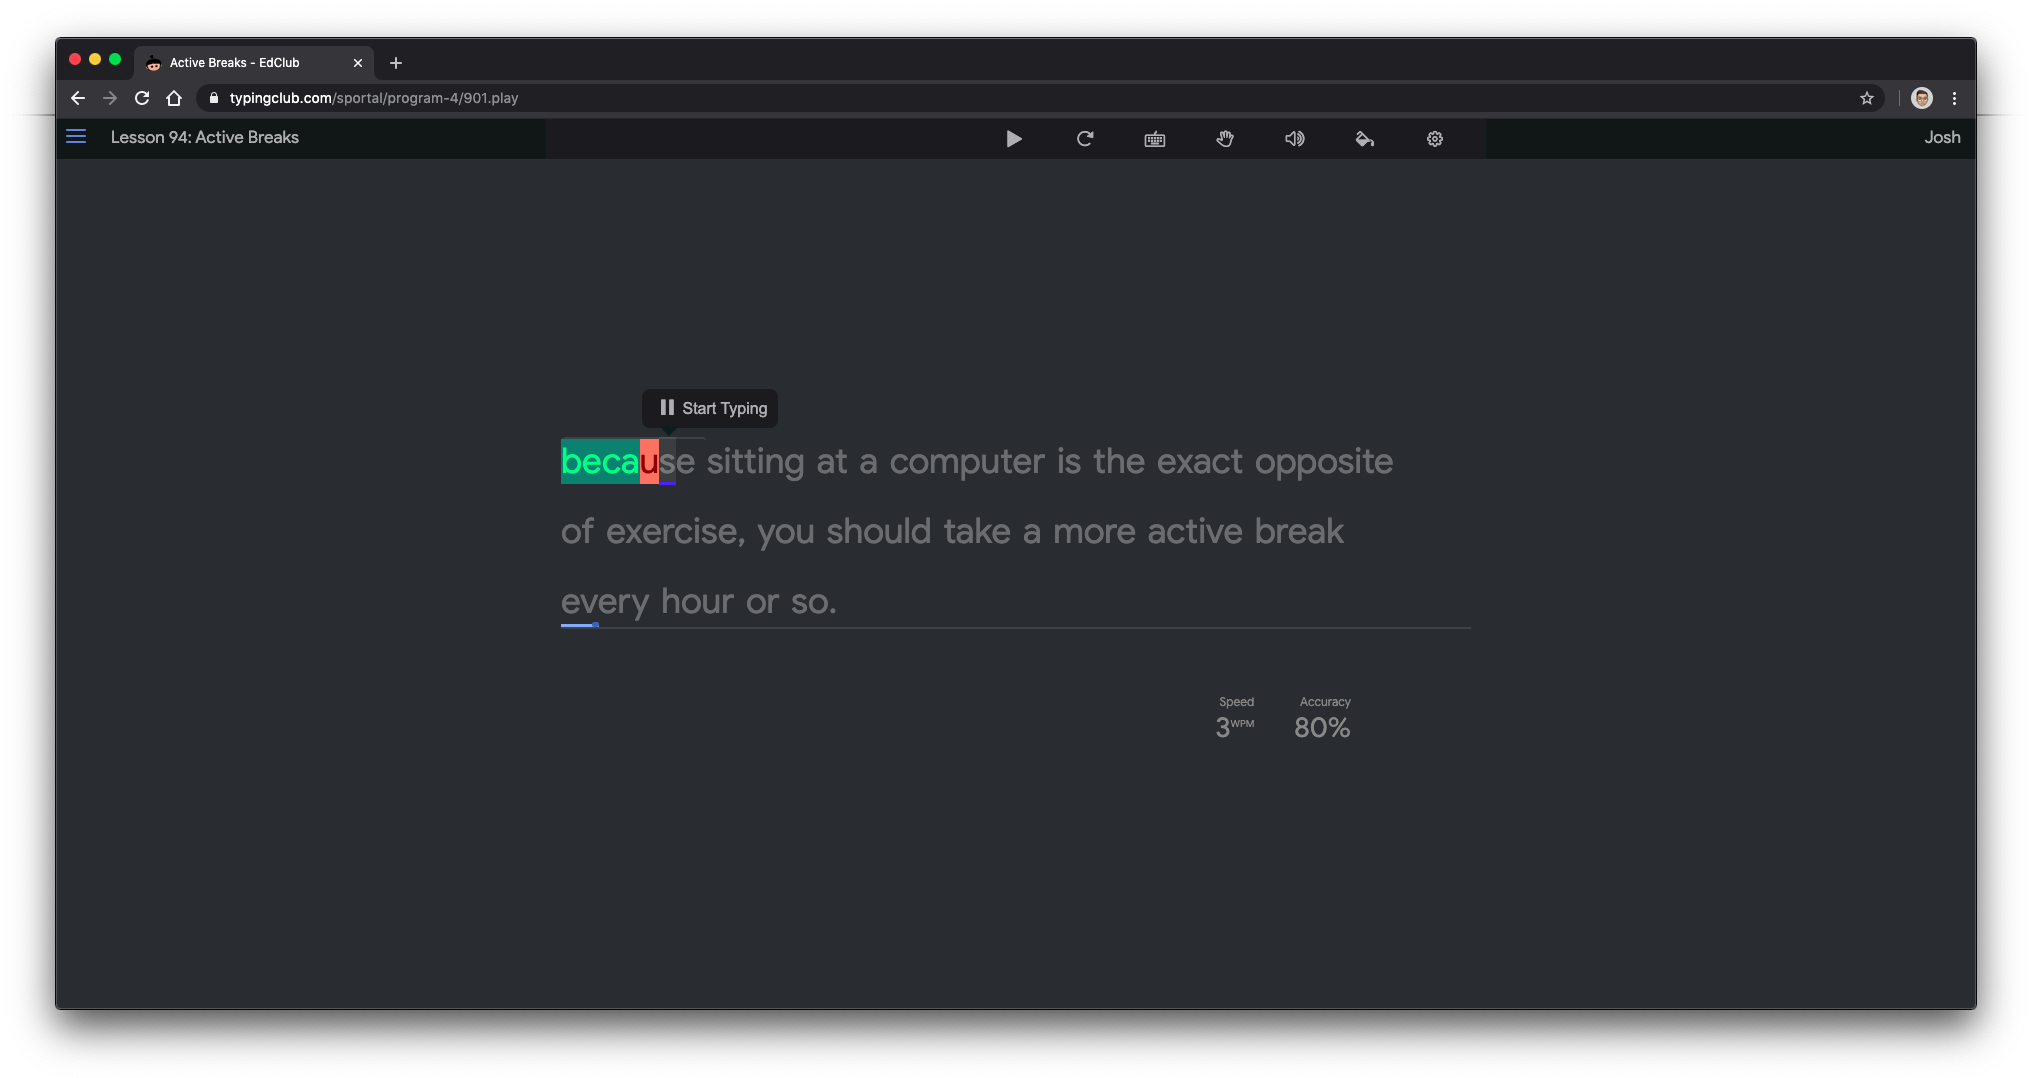 Active Breaks - EdClub
typingclub.com/sportal/program-4/901.play
Lesson 94: Active Breaks
Josh
Start Typing
because sitting at a computer is the exact opposite
of exercise, you should take a more active break
every hour or so.
Speed
3WPM
Accuracy
80%